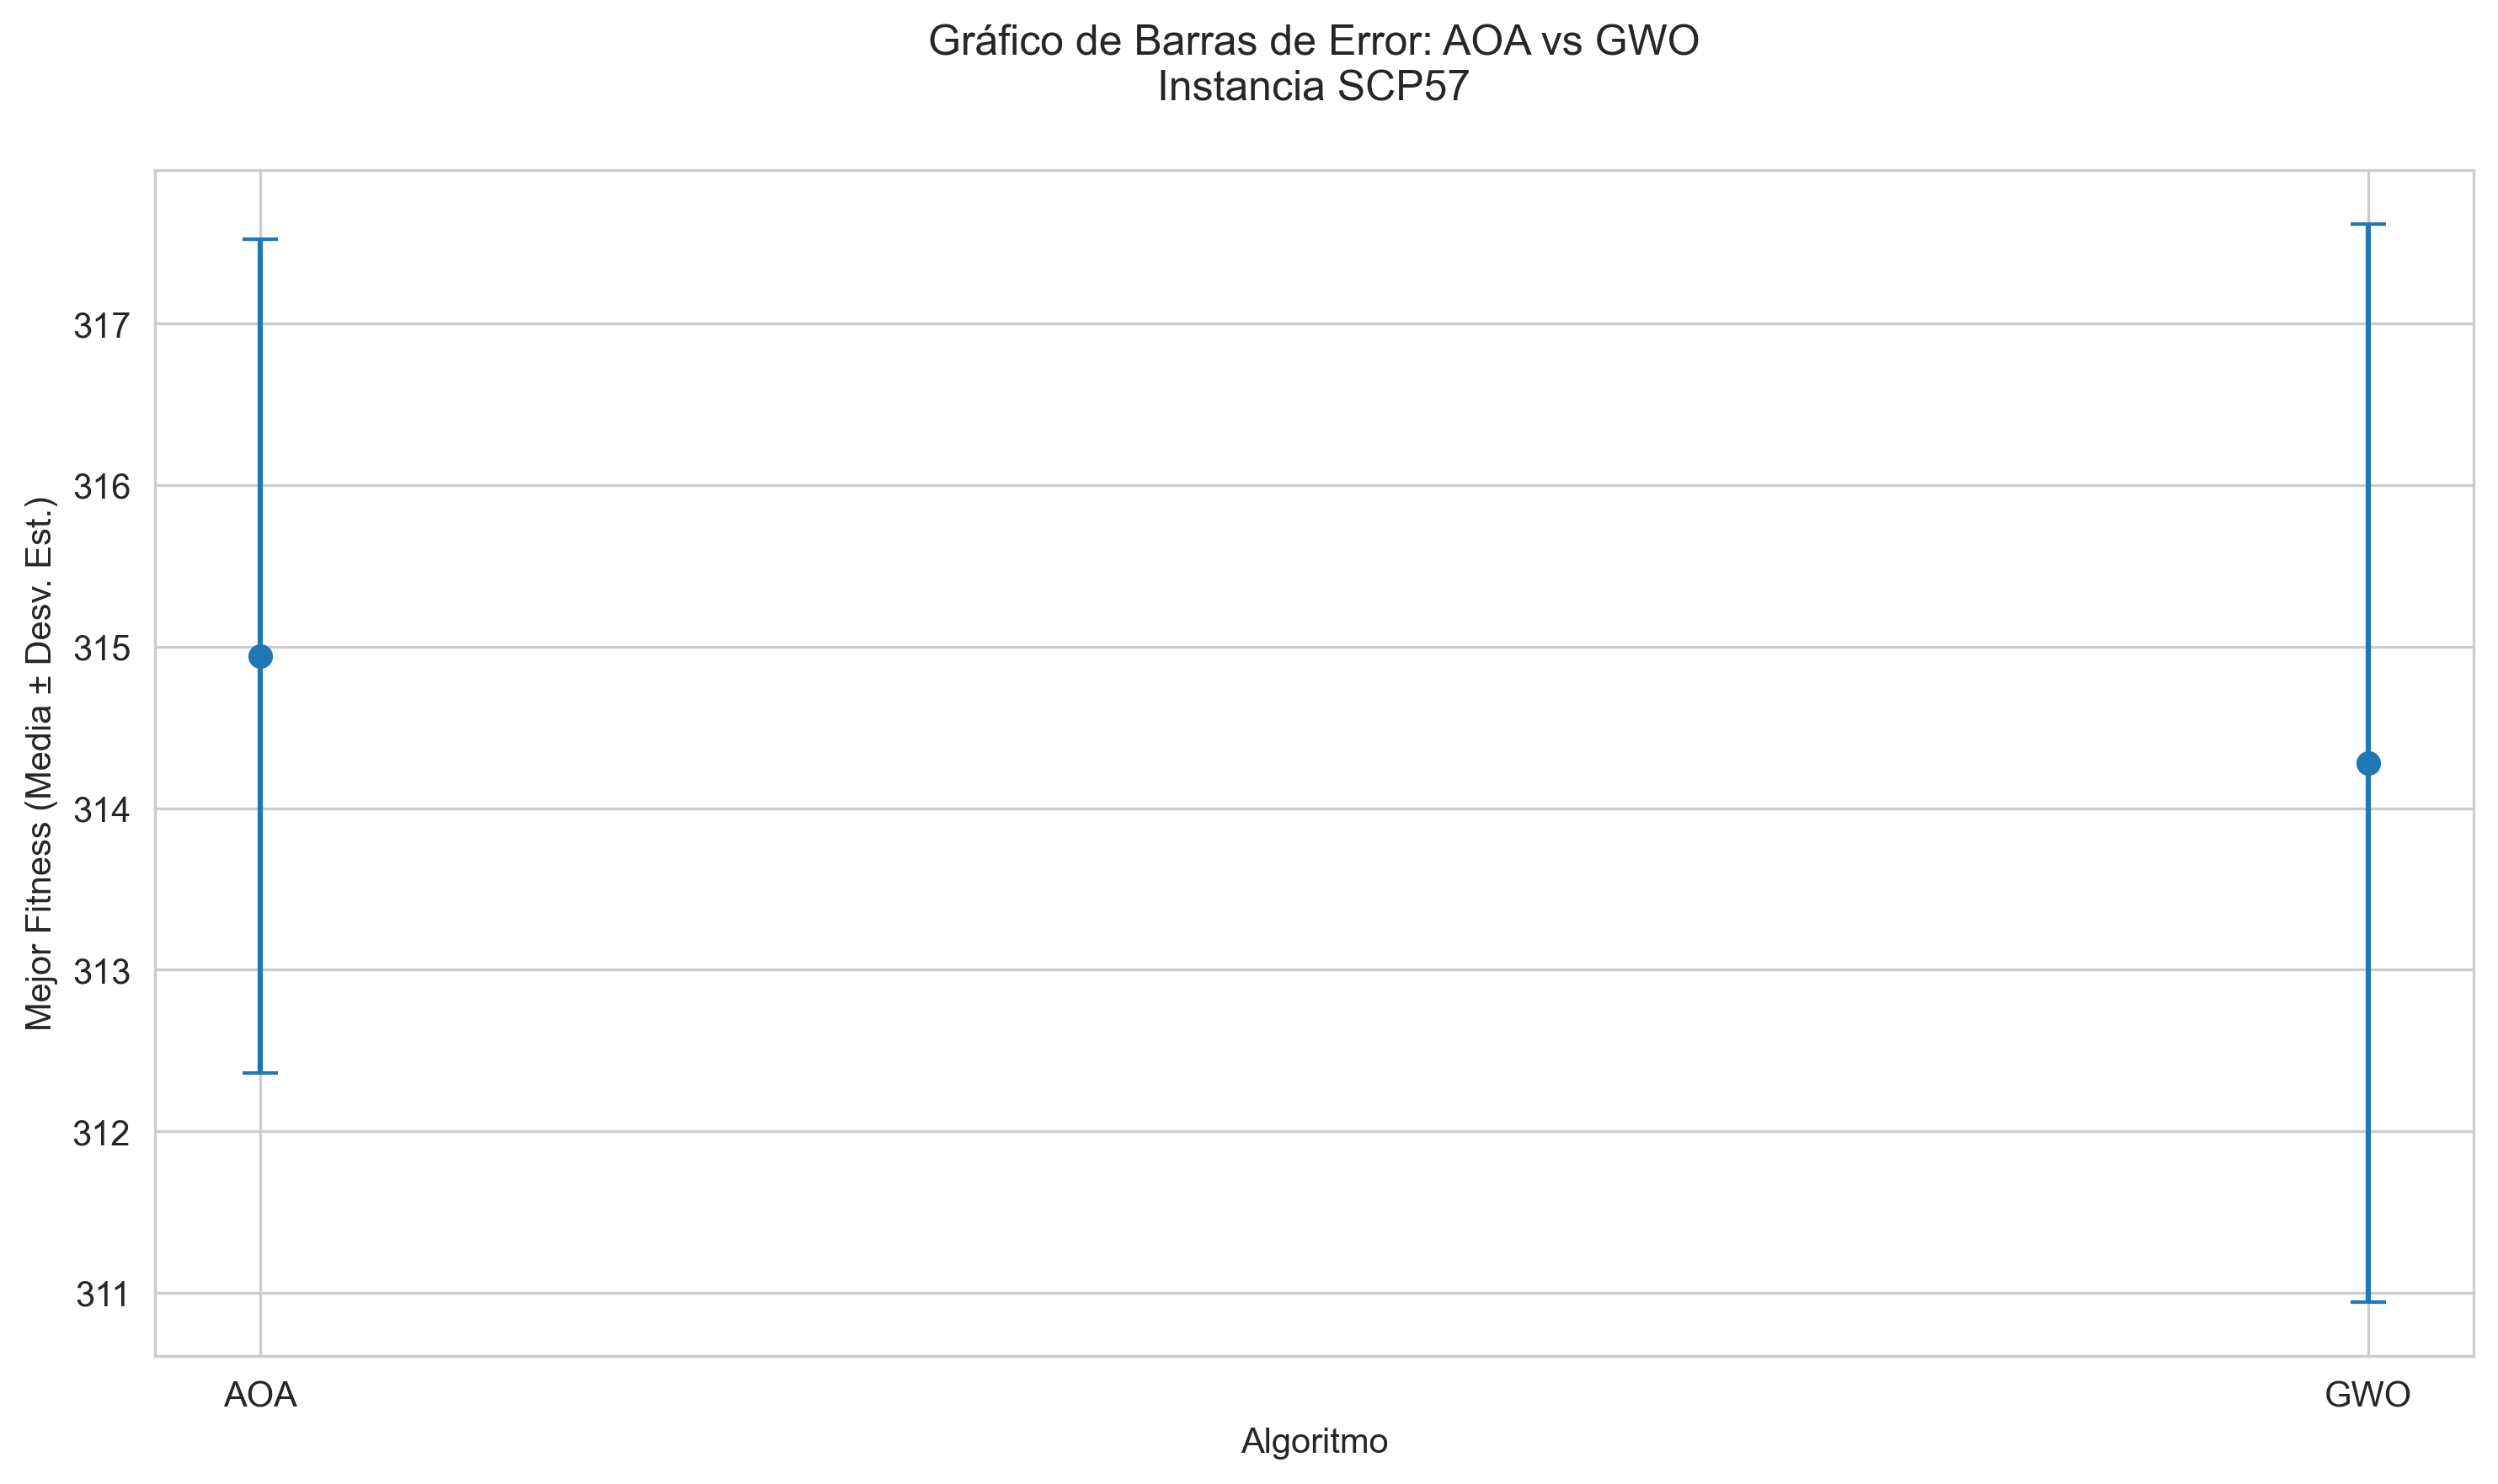 Gráfico de Barras de Error: AOA vs GWO
Instancia SCP57
Mejor Fitness (Media ± Desv. Est.)
317
316
315
314
313
312
311
AOA
GWO
Algoritmo